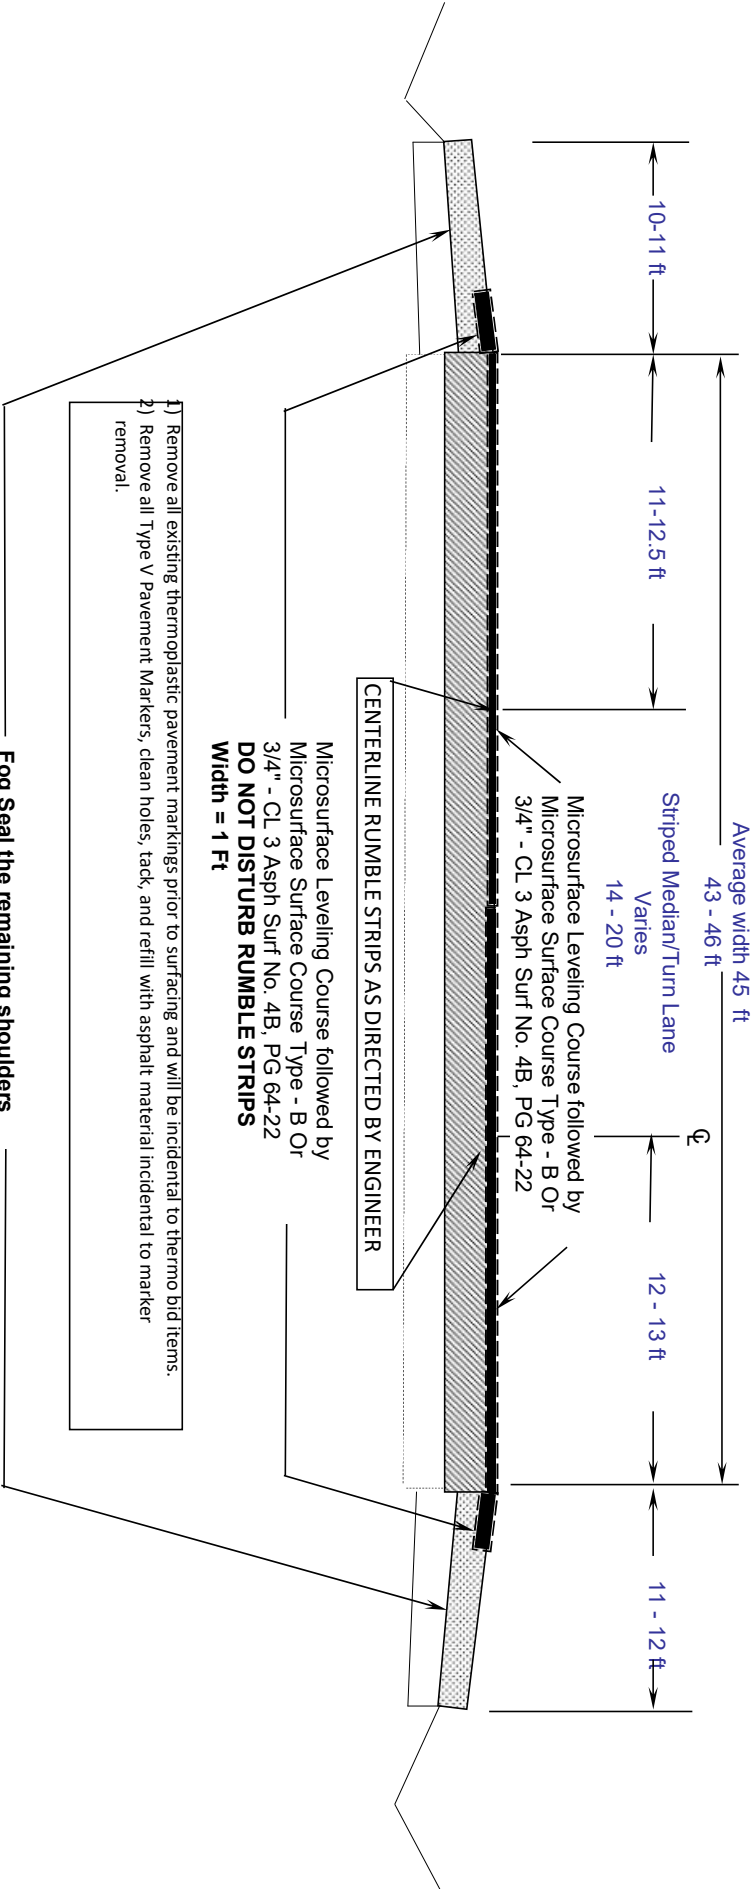 Average width 45 ft
43 - 46 ft
10-11 ft
11-12.5 ft
Striped Median/Turn Lane
Varies
14 - 20 ft
℄
12 - 13 ft
11 - 12 ft
Microsurface Leveling Course followed by
Microsurface Surface Course Type - B Or
3/4" - CL 3 Asph Surf No. 4B, PG 64-22
CENTERLINE RUMBLE STRIPS AS DIRECTED BY ENGINEER
Microsurface Leveling Course followed by
Microsurface Surface Course Type - B Or
3/4" - CL 3 Asph Surf No. 4B, PG 64-22
DO NOT DISTURB RUMBLE STRIPS
Width = 1 Ft
1) Remove all existing thermoplastic pavement markings prior to surfacing and will be incidental to thermo bid items.
2) Remove all Type V Pavement Markers, clean holes, tack, and refill with asphalt material incidental to marker
removal.
Fog Seal the remaining shoulders